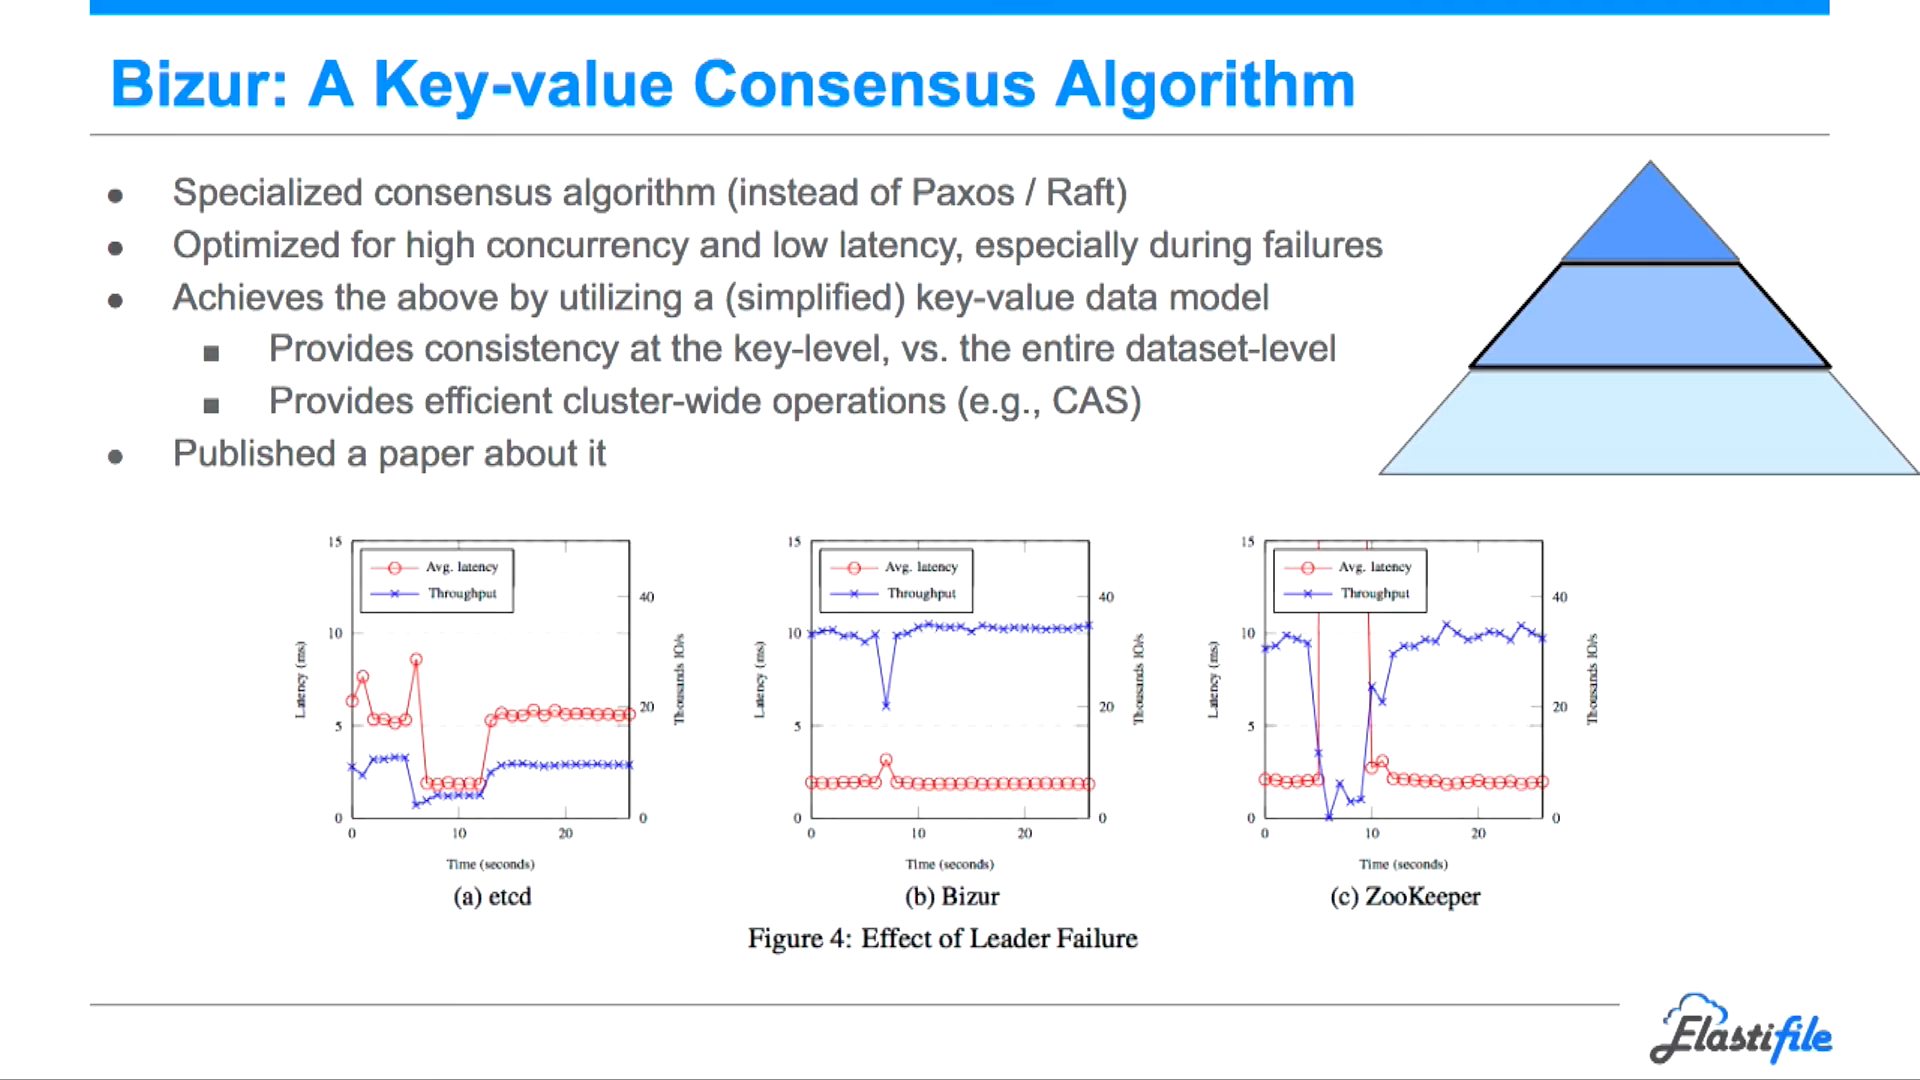 Bizur: A Key-value Consensus Algorithm
● Specialized consensus algorithm (instead of Paxos / Raft)
● Optimized for high concurrency and low latency, especially during failures
● Achieves the above by utilizing a (simplified) key-value data model
■ Provides consistency at the key-level, vs. the entire dataset-level
■ Provides efficient cluster-wide operations (e.g., CAS)
● Published a paper about it
15
10
5
0
Latency (ms)
Avg. latency
Throughput
40
20
0
Thousands IO/s
0 10 20
Time (seconds)
(a) etcd
15
10
5
0
Latency (ms)
Avg. latency
Throughput
40
20
0
Thousands IO/s
0 10 20
Time (seconds)
(b) Bizur
15
10
5
0
Latency (ms)
Avg. latency
Throughput
40
20
0
Thousands IO/s
0 10 20
Time (seconds)
(c) ZooKeeper
Figure 4: Effect of Leader Failure
Elastifile